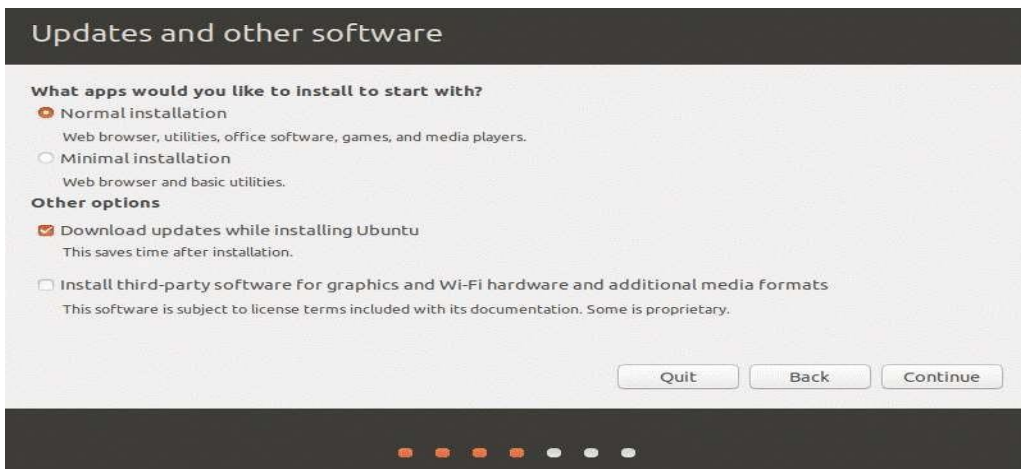 Updates and other software
What apps would you like to install to start with?
Normal installation
Web browser, utilities, office software, games, and media players.
Minimal installation
Web browser and basic utilities.
Other options
Download updates while installing Ubuntu
This saves time after installation.
Install third-party software for graphics and Wi-Fi hardware and additional media formats
This software is subject to license terms included with its documentation. Some is proprietary.
Quit Back Continue